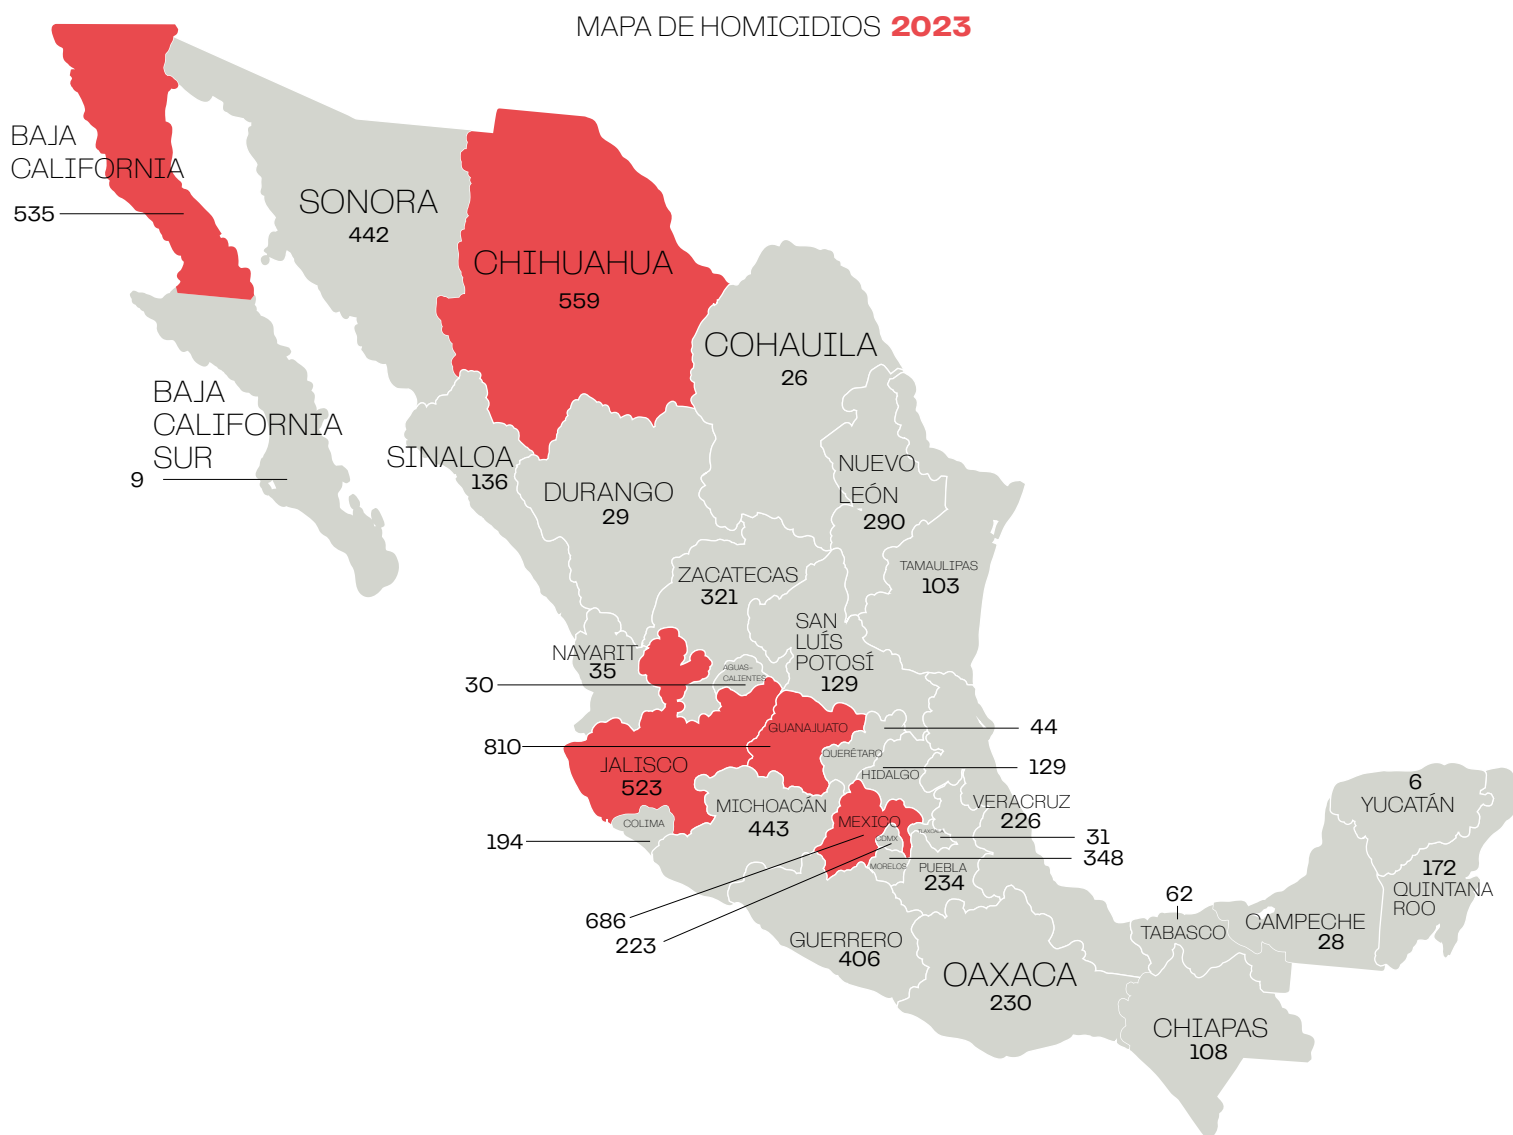 MAPA DE HOMICIDIOS 2023
BAJA
CALIFORNIA
535
SONORA
442
CHIHUAHUA
559
COHAUILA
26
BAJA
CALIFORNIA
SUR
9
SINALOA
136
DURANGO
29
NUEVO
LEÓN
290
TAMAULIPAS
103
ZACATECAS
321
SAN
LUÍS
POTOSÍ
129
NAYARIT
35
AGUAS-
CALIENTES
30
GUANAJUATO
810
44
QUERÉTARO
HIDALGO
129
JALISCO
523
COLIMA
194
MICHOACÁN
443
MEXICO
686
CDMX
223
TLAXCALA
31
MORELOS
348
PUEBLA
234
VERACRUZ
226
GUERRERO
406
OAXACA
230
62
TABASCO
CHIAPAS
108
CAMPECHE
28
6
YUCATÁN
172
QUINTANA
ROO